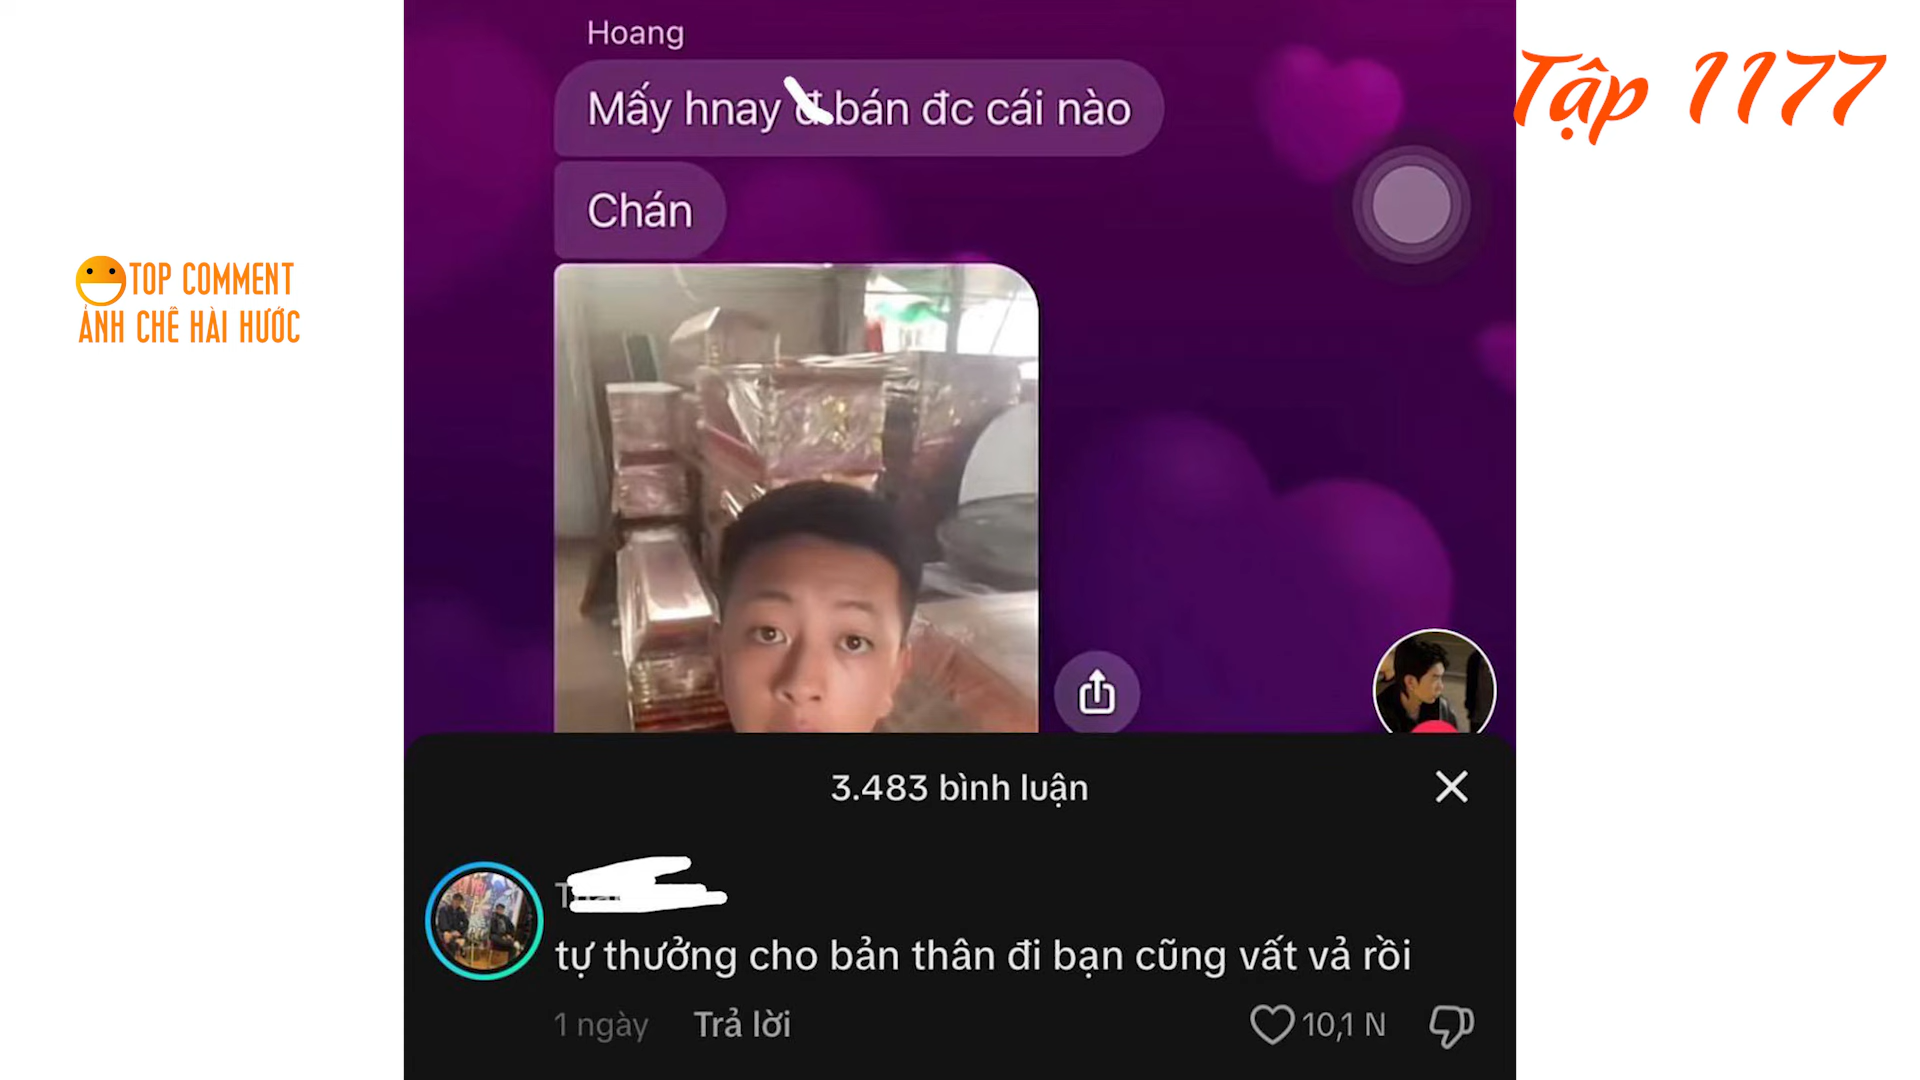 Hoang
Tập 1177
Mấy hnay đi bán đc cái nào
Chán
TOP COMMENT
ẢNH CHẾ HÀI HƯỚC
3.483 bình luận
tự thưởng cho bản thân đi bạn cũng vất vả rồi
1 ngày Trả lời 10,1 N